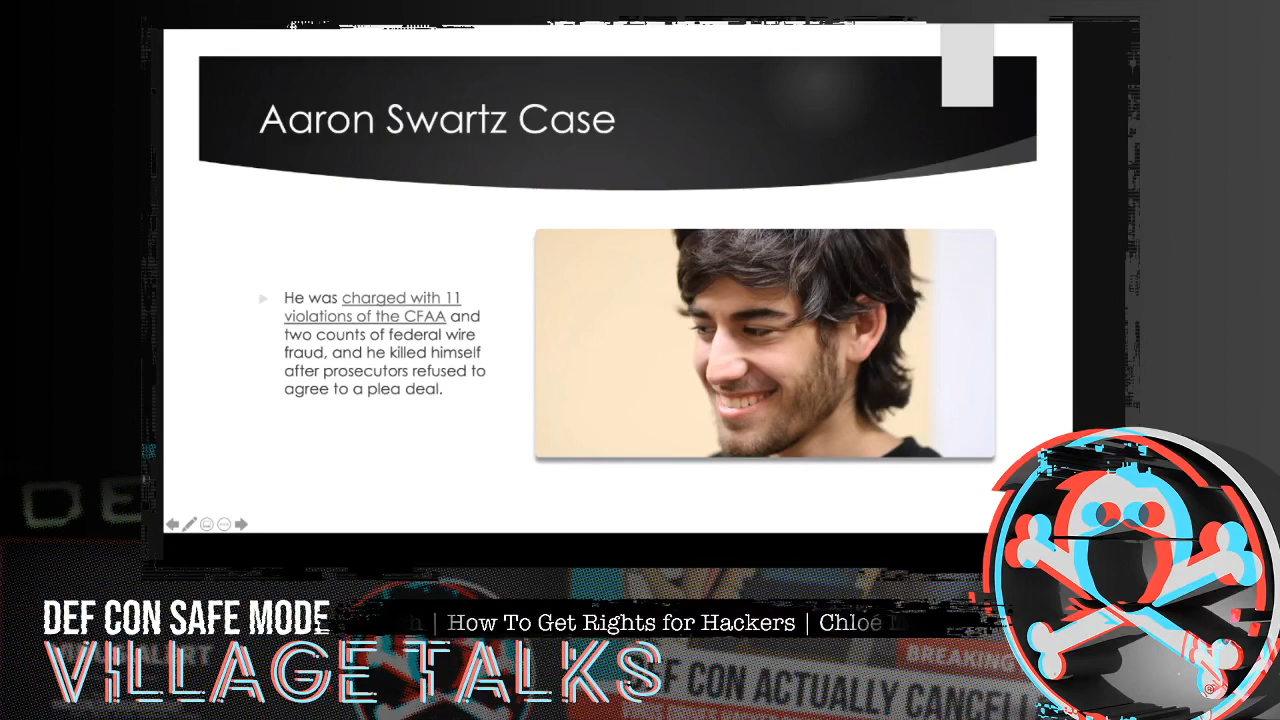 Aaron Swartz Case
He was charged with 11
violations of the CFAA and
two counts of federal wire
fraud, and he killed himself
after prosecutors refused to
agree to a plea deal.
DEF CON SAFE MODE
| How To Get Rights for Hackers | Chloé
VILLAGE TALKS
BREAKING
F CON ACTUALLY CANCELL